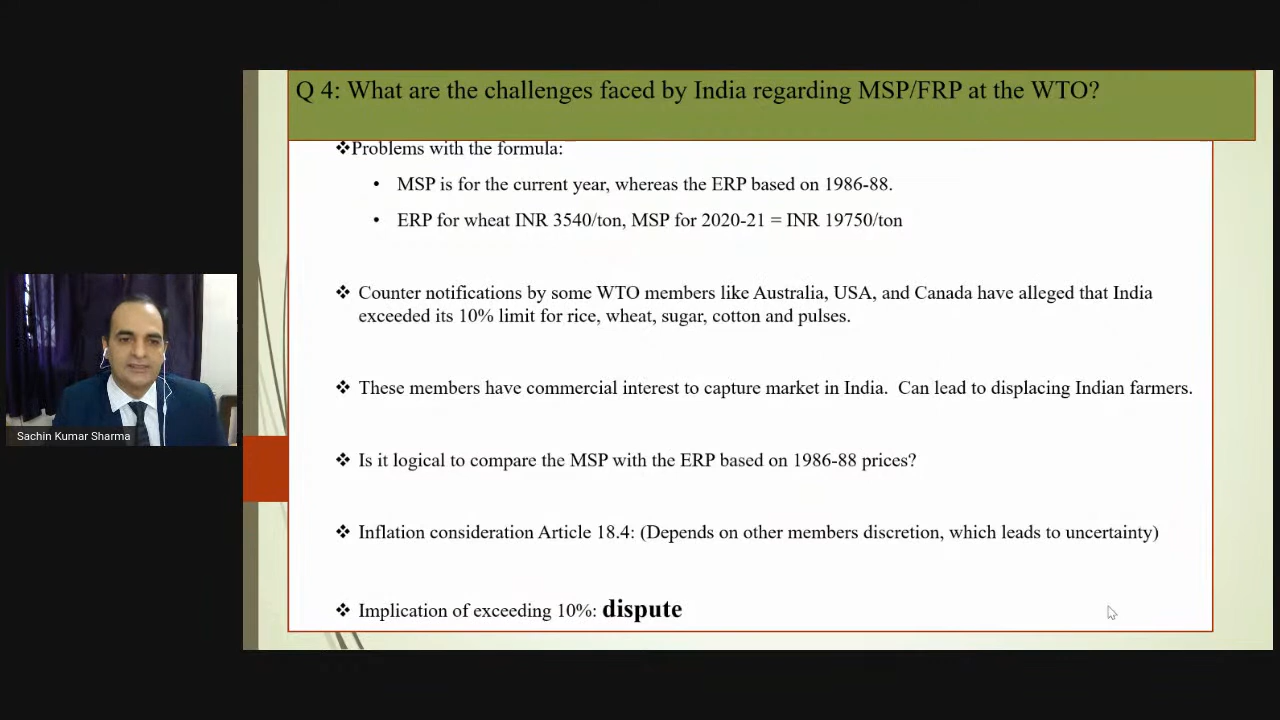 Q 4: What are the challenges faced by India regarding MSP/FRP at the WTO?
❖Problems with the formula:
• MSP is for the current year, whereas the ERP based on 1986-88.
• ERP for wheat INR 3540/ton, MSP for 2020-21 = INR 19750/ton
❖ Counter notifications by some WTO members like Australia, USA, and Canada have alleged that India
exceeded its 10% limit for rice, wheat, sugar, cotton and pulses.
❖ These members have commercial interest to capture market in India. Can lead to displacing Indian farmers.
❖ Is it logical to compare the MSP with the ERP based on 1986-88 prices?
❖ Inflation consideration Article 18.4: (Depends on other members discretion, which leads to uncertainty)
❖ Implication of exceeding 10%: dispute
Sachin Kumar Sharma